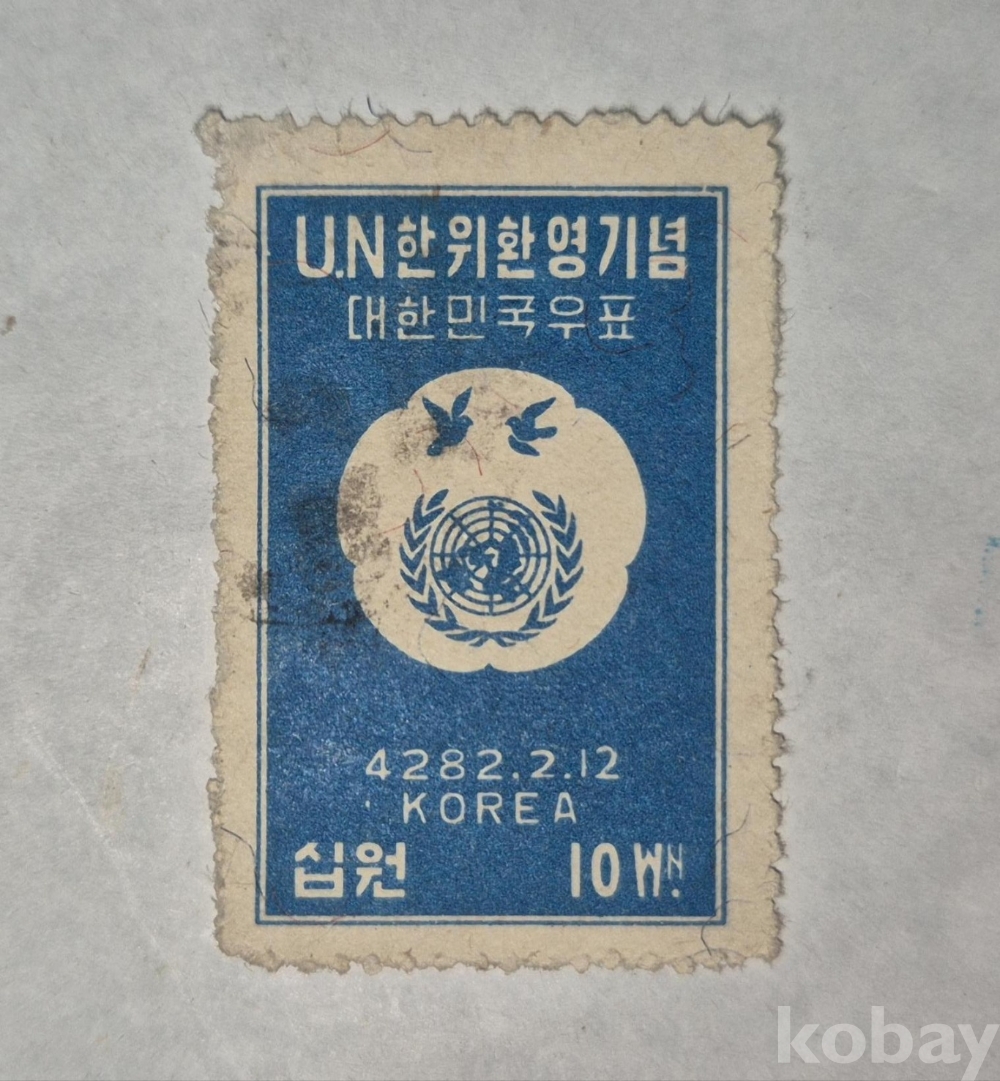 U.N한위환영기념
대한민국우표
4282.2.12
KOREA
십원 10 WN.
kobay